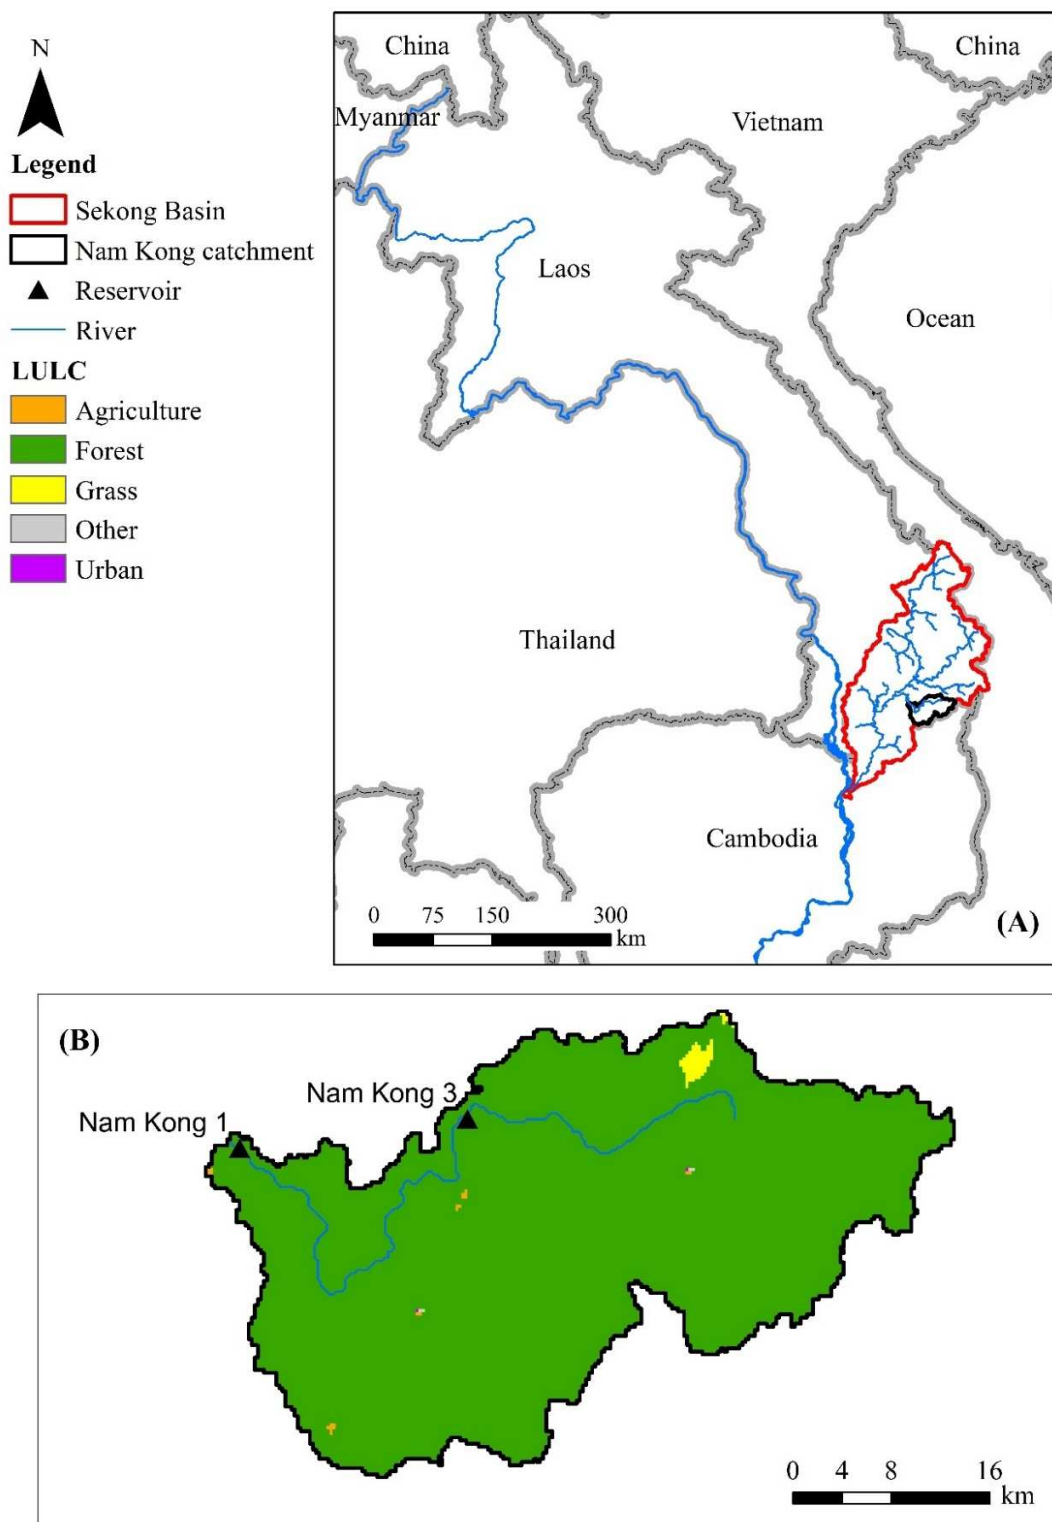 N
Legend
Sekong Basin
Nam Kong catchment
Reservoir
River
LULC
Agriculture
Forest
Grass
Other
Urban
China
China
Myanmar
Vietnam
Laos
Ocean
Thailand
Cambodia
0 75 150 300
km
(A)
(B)
Nam Kong 3
Nam Kong 1
0 4 8 16
km